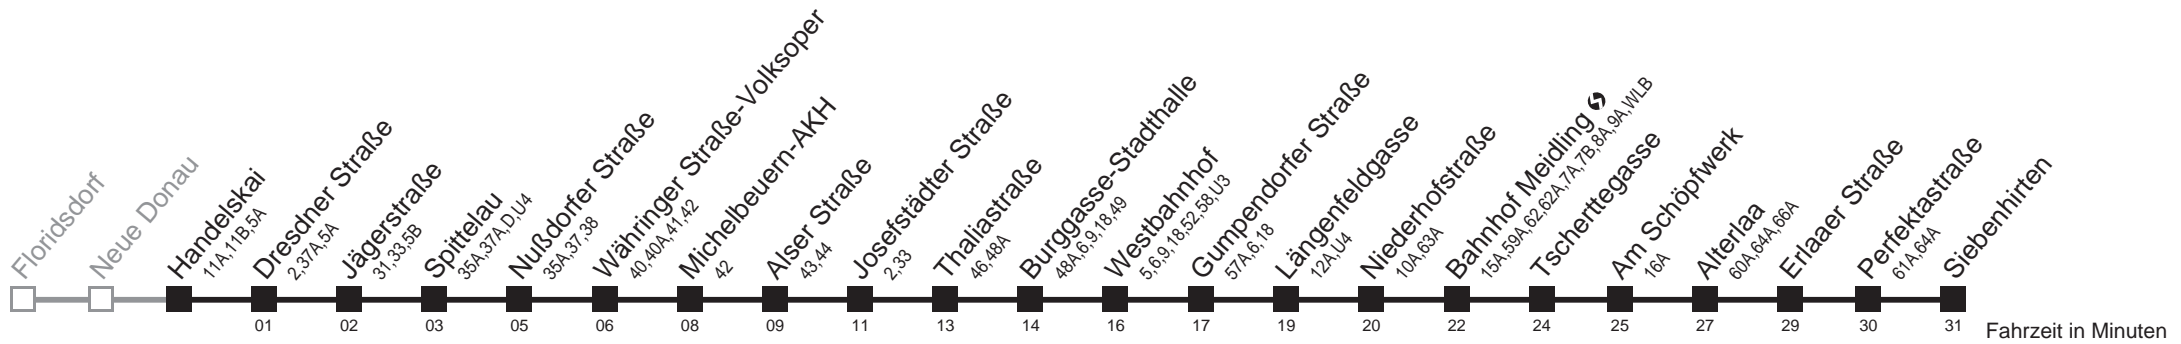 Floridsdorf
Neue Donau
Handelskai
11A,11B,5A
Dresdner Straße
2,37A,5A
Jägerstraße
31,33,5B
Spittelau
35A,37A,D,U4
Nußdorfer Straße
35A,37,38
Währinger Straße-Volksoper
40,40A,41,42
Michelbeuern-AKH
42
Alser Straße
43,44
Josefstädter Straße
2,33
Thaliastraße
46,48A
Burggasse-Stadthalle
48A,6,9,18,49
Westbahnhof
5,6,9,18,52,58,U3
Gumpendorfer Straße
57A,6,18
Längenfeldgasse
12A,U4
Niederhofstraße
10A,63A
Bahnhof Meidling
15A,59A,62,62A,7A,7B,8A,9A,WLB
Tscherttegasse
Am Schöpfwerk
16A
Alterlaa
60A,64A,66A
Erlaaer Straße
Perfektastraße
61A,64A
Siebenhirten
01 02 03 05 06 08 09 11 13 14 16 17 19 20 22 24 25 27 29 30 31 Fahrzeit in Minuten